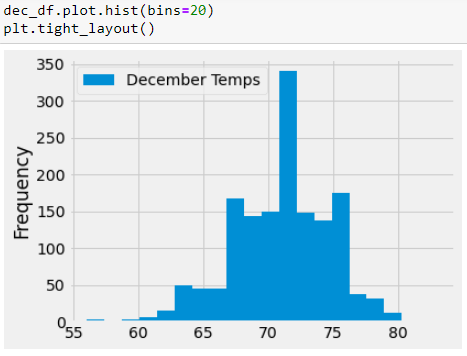 dec_df.plot.hist(bins=20)
plt.tight_layout()
350
December Temps
300
250
200
150
100
50
0
Frequency
55 60 65 70 75 80